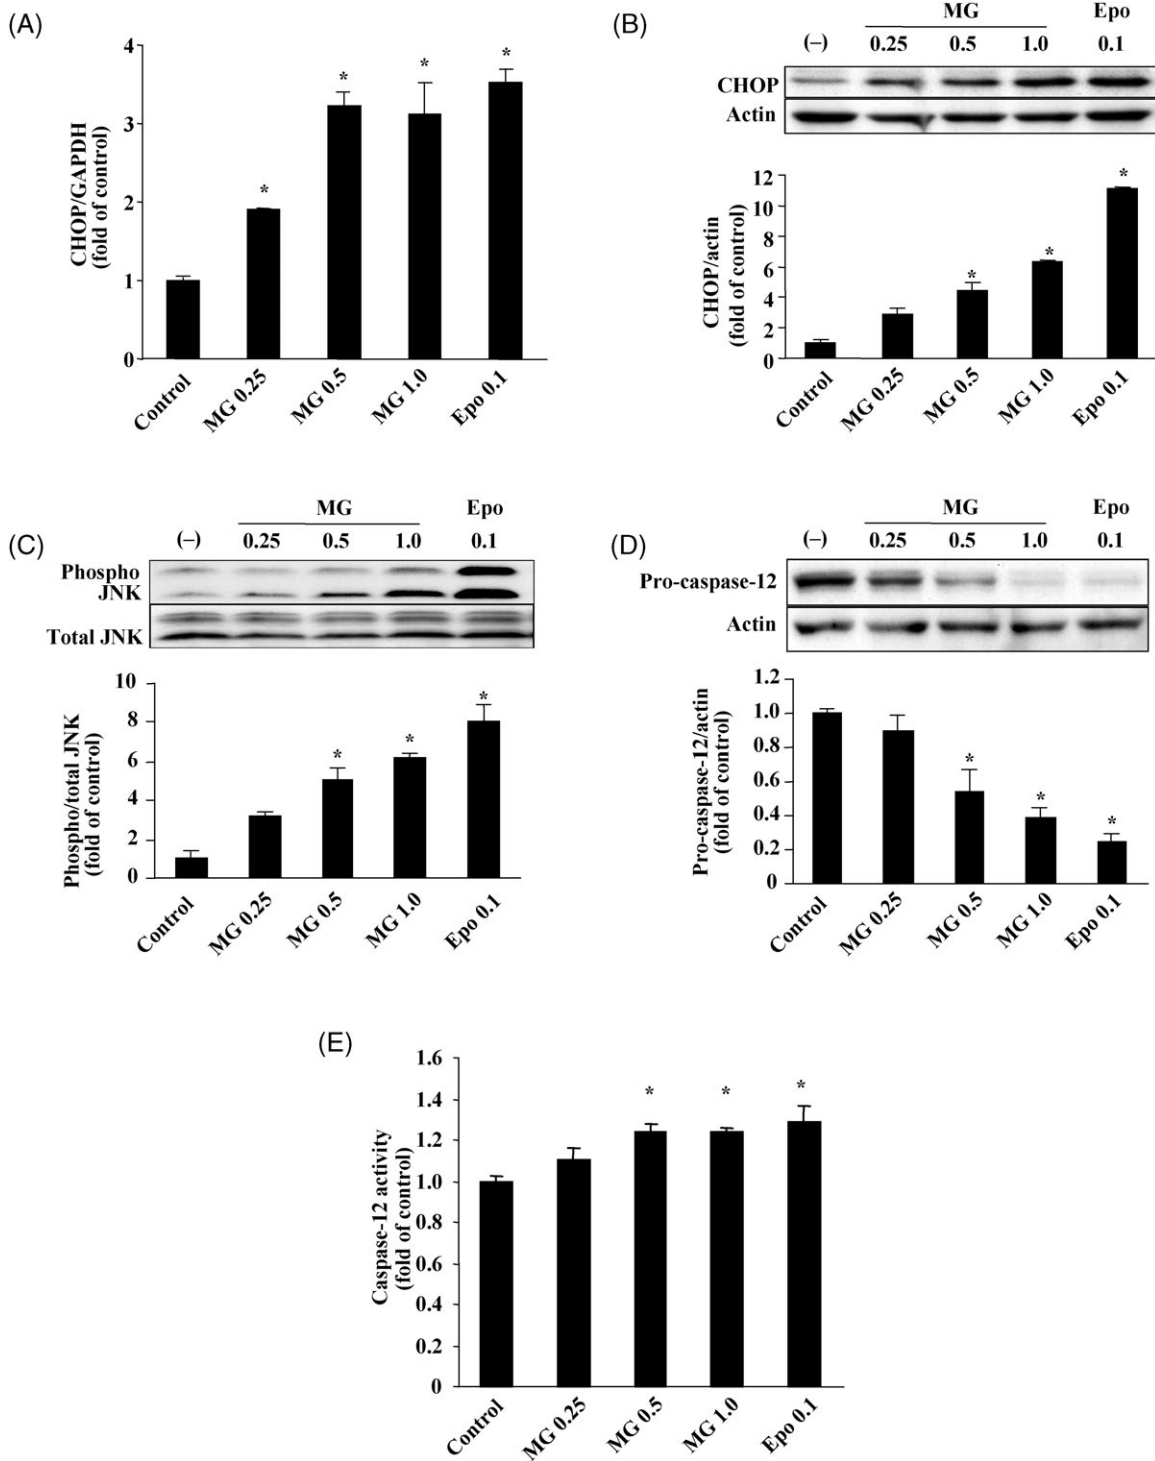 (A)
4
3
2
1
0
CHOP/GAPDH
(fold of control)
*
*
*
*
Control
MG 0.25
MG 0.5
MG 1.0
Epo 0.1
(B)
MG
Epo
(–)
0.25
0.5
1.0
0.1
CHOP
Actin
12
10
8
6
4
2
0
CHOP/actin
(fold of control)
*
*
*
Control
MG 0.25
MG 0.5
MG 1.0
Epo 0.1
(C)
MG
Epo
(–)
0.25
0.5
1.0
0.1
Phospho
JNK
Total JNK
10
8
6
4
2
0
Phospho/total JNK
(fold of control)
*
*
*
Control
MG 0.25
MG 0.5
MG 1.0
Epo 0.1
(D)
MG
Epo
(–)
0.25
0.5
1.0
0.1
Pro-caspase-12
Actin
1.2
1.0
0.8
0.6
0.4
0.2
0
Pro-caspase-12/actin
(fold of control)
*
*
*
Control
MG 0.25
MG 0.5
MG 1.0
Epo 0.1
(E)
1.6
1.4
1.2
1.0
0.8
0.6
0.4
0.2
0
Caspase-12 activity
(fold of control)
*
*
*
Control
MG 0.25
MG 0.5
MG 1.0
Epo 0.1